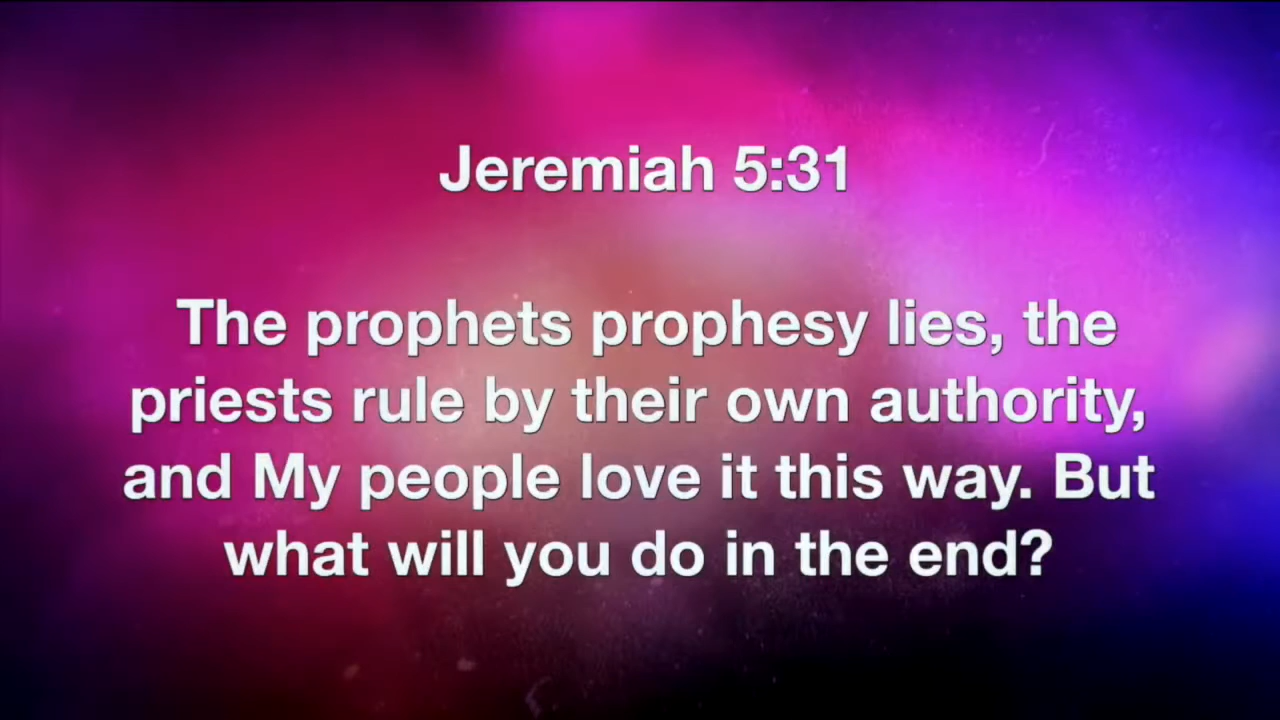 Jeremiah 5:31
The prophets prophesy lies, the
priests rule by their own authority,
and My people love it this way. But
what will you do in the end?